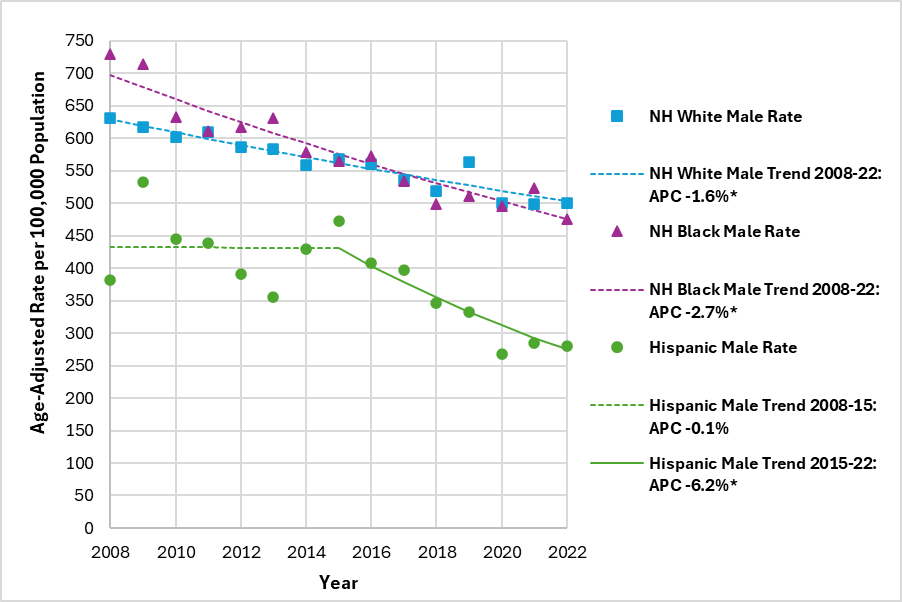 750
700
650
600
550
500
450
400
350
300
250
200
150
100
50
0
Age-Adjusted Rate per 100,000 Population
2008 2010 2012 2014 2016 2018 2020 2022
Year
NH White Male Rate
NH White Male Trend 2008-22:
APC -1.6%*
NH Black Male Rate
NH Black Male Trend 2008-22:
APC -2.7%*
Hispanic Male Rate
Hispanic Male Trend 2008-15:
APC -0.1%
Hispanic Male Trend 2015-22:
APC -6.2%*